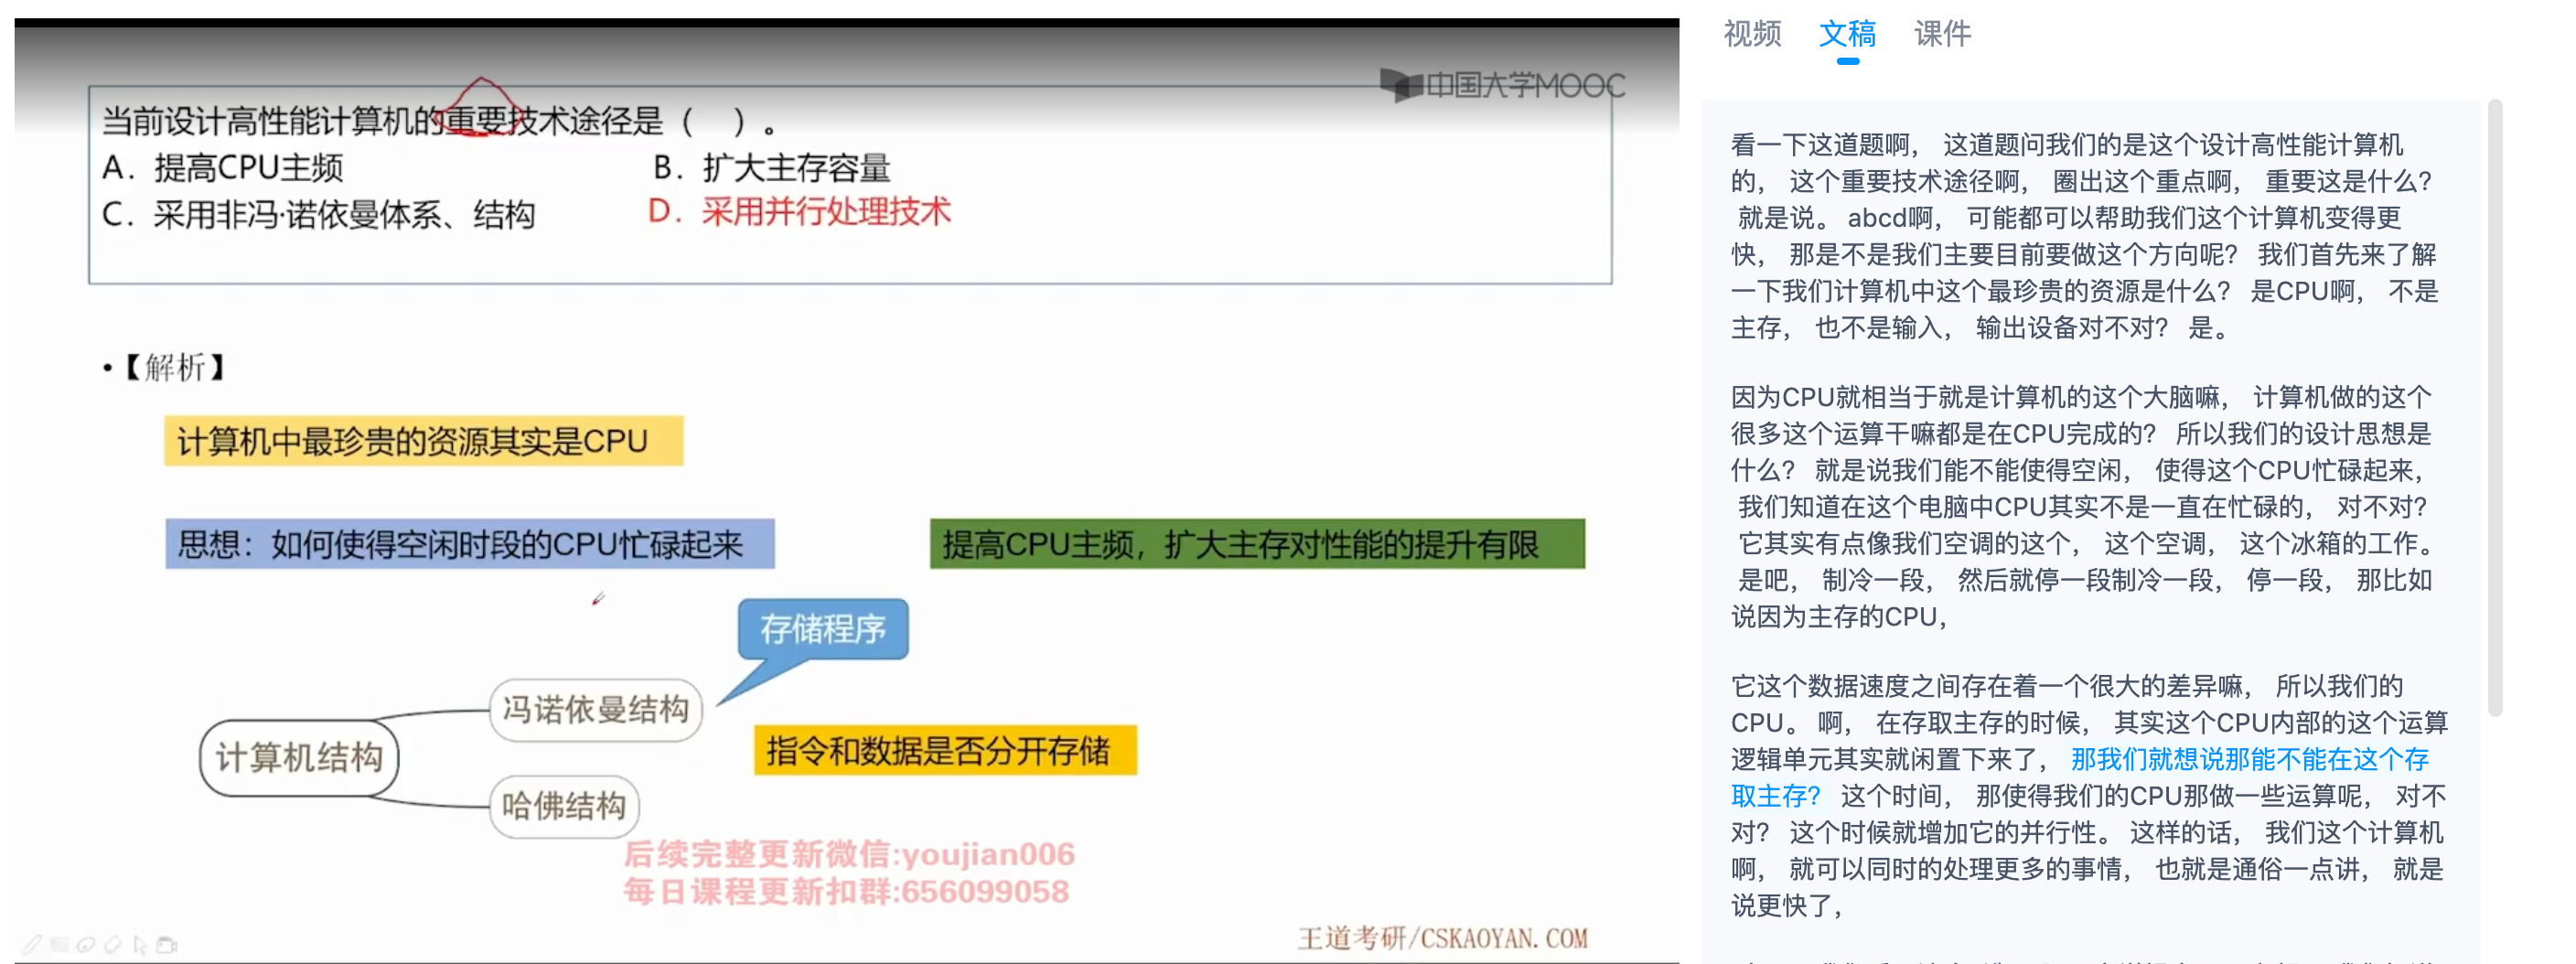 中国大学MOOC
当前设计高性能计算机的重要技术途径是（　）。
A．提高CPU主频
B．扩大主存容量
C．采用非冯·诺依曼体系、结构
D．采用并行处理技术
•【解析】
计算机中最珍贵的资源其实是CPU
思想：如何使得空闲时段的CPU忙碌起来
提高CPU主频，扩大主存对性能的提升有限
存储程序
冯诺依曼结构
计算机结构
指令和数据是否分开存储
哈佛结构
后续完整更新微信:youjian006
每日课程更新扣群:656099058
王道考研/CSKAOYAN.COM
视频 文稿 课件
看一下这道题啊， 这道题问我们的是这个设计高性能计算机
的， 这个重要技术途径啊， 圈出这个重点啊， 重要这是什么？
就是说。 abcd啊， 可能都可以帮助我们这个计算机变得更
快， 那是不是我们主要目前要做这个方向呢？ 我们首先来了解
一下我们计算机中这个最珍贵的资源是什么？ 是CPU啊， 不是
主存， 也不是输入， 输出设备对不对？ 是。
因为CPU就相当于就是计算机的这个大脑嘛， 计算机做的这个
很多这个运算干嘛都是在CPU完成的？ 所以我们的设计思想是
什么？ 就是说我们能不能使得空闲， 使得这个CPU忙碌起来，
我们知道在这个电脑中CPU其实不是一直在忙碌的， 对不对？
它其实有点像我们空调的这个， 这个空调， 这个冰箱的工作。
是吧， 制冷一段， 然后就停一段制冷一段， 停一段， 那比如
说因为主存的CPU，
它这个数据速度之间存在着一个很大的差异嘛， 所以我们的
CPU。 啊， 在存取主存的时候， 其实这个CPU内部的这个运算
逻辑单元其实就闲置下来了， 那我们就想说那能不能在这个存
取主存？ 这个时间， 那使得我们的CPU那做一些运算呢， 对不
对？ 这个时候就增加它的并行性。 这样的话， 我们这个计算机
啊， 就可以同时的处理更多的事情， 也就是通俗一点讲， 就是
说更快了，